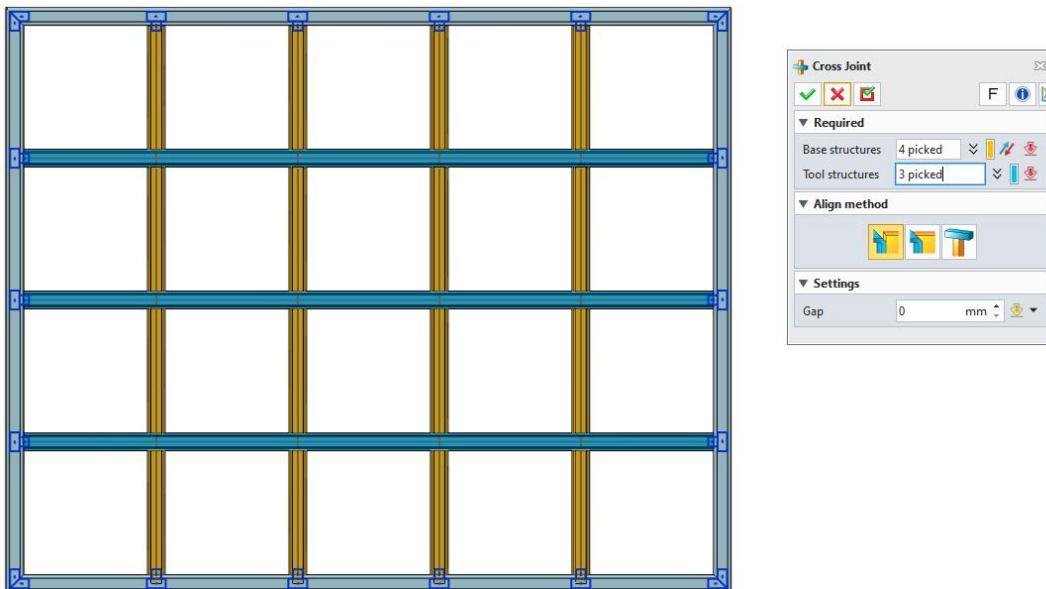 Cross Joint
F
Required
Base structures 4 picked
Tool structures 3 picked
Align method
Settings
Gap 0 mm